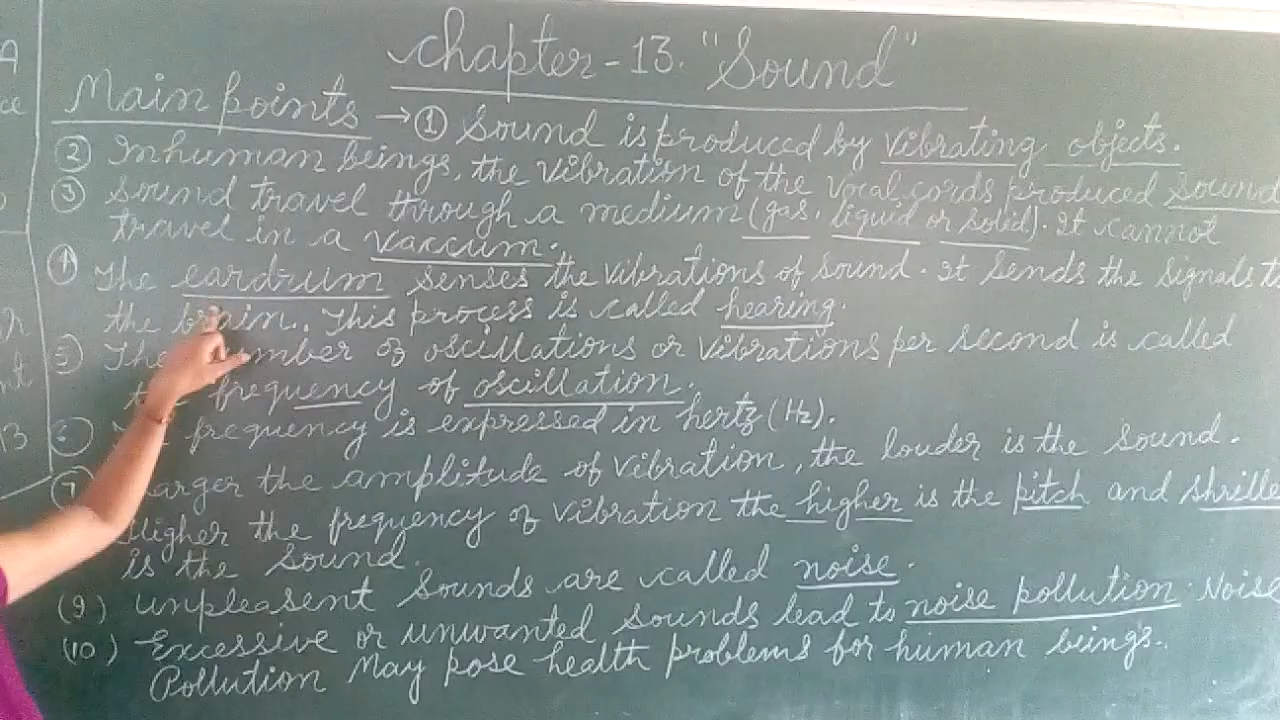 Chapter-13. "Sound"
Main points → ① Sound is produced by vibrating objects.
② In human beings, the vibration of the vocal cords produced sound
③ Sound travel through a medium (gas, liquid or solid). It cannot
travel in a vaccum.
④ The eardrum senses the vibrations of sound. It sends the signals t
the brain. This process is called hearing.
⑤ The mber of oscillations or vibrations per second is called
frequency of oscillation.
frequency is expressed in hertz (Hz).
⑦ arger the amplitude of vibration, the louder is the sound.
Higher the frequency of vibration the higher is the pitch and shrille
is the sound.
(9) unpleasent sounds are called noise.
(10) Excessive or unwanted sounds lead to noise pollution. Noise
Pollution May pose health problems for human beings.
13